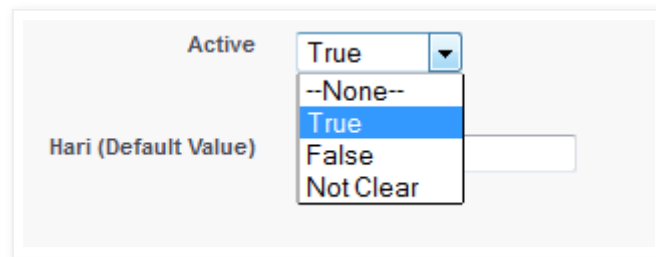 Active True
--None--
True
Hari (Default Value)
False
Not Clear